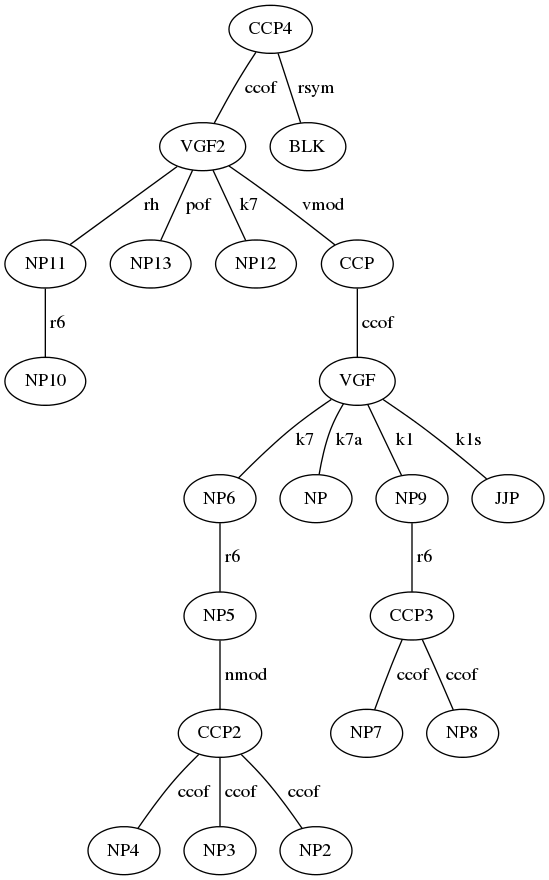 CCP4
ccof rsym
VGF2 BLK
rh pof k7 vmod
NP11 NP13 NP12 CCP
r6 ccof
NP10 VGF
k7 k7a k1 k1s
NP6 NP NP9 JJP
r6 r6
NP5 CCP3
nmod ccof ccof
CCP2 NP7 NP8
ccof ccof ccof
NP4 NP3 NP2